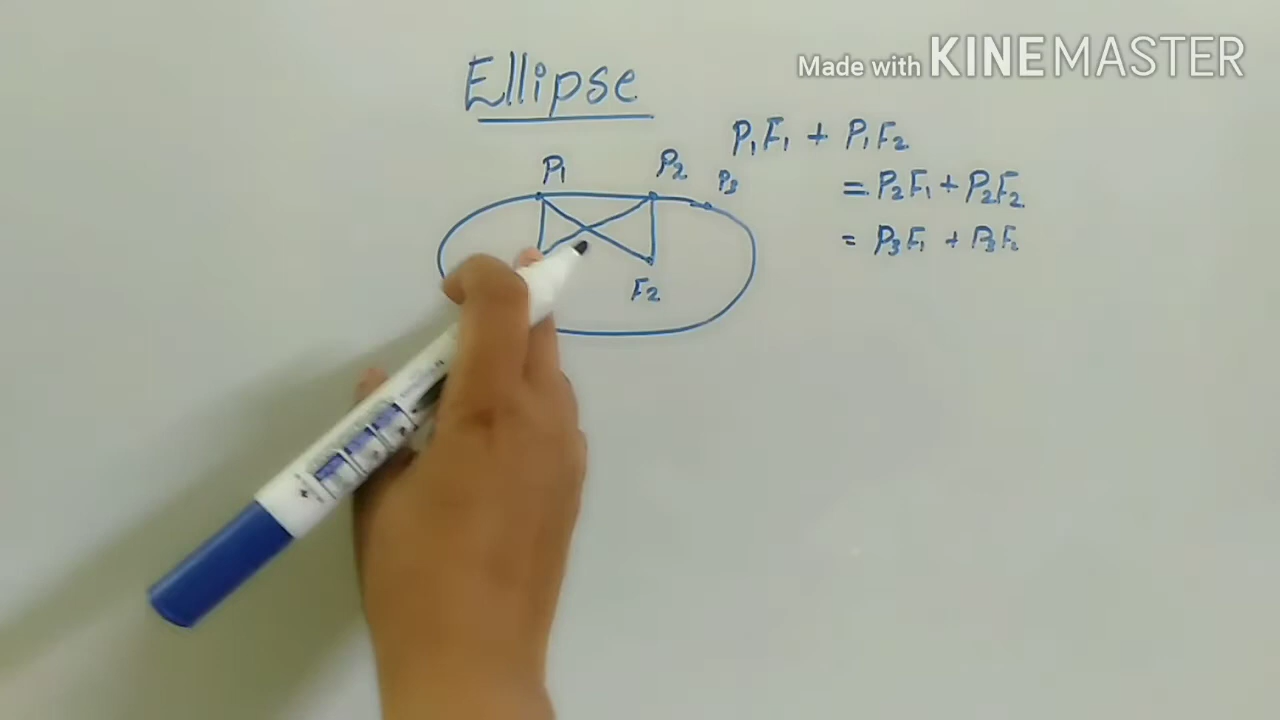 Made with KINEMASTER
Ellipse
P1F1 + P1F2
P1 P2 P3
= P2F1 + P2F2
= P3F1 + P3F2
F2